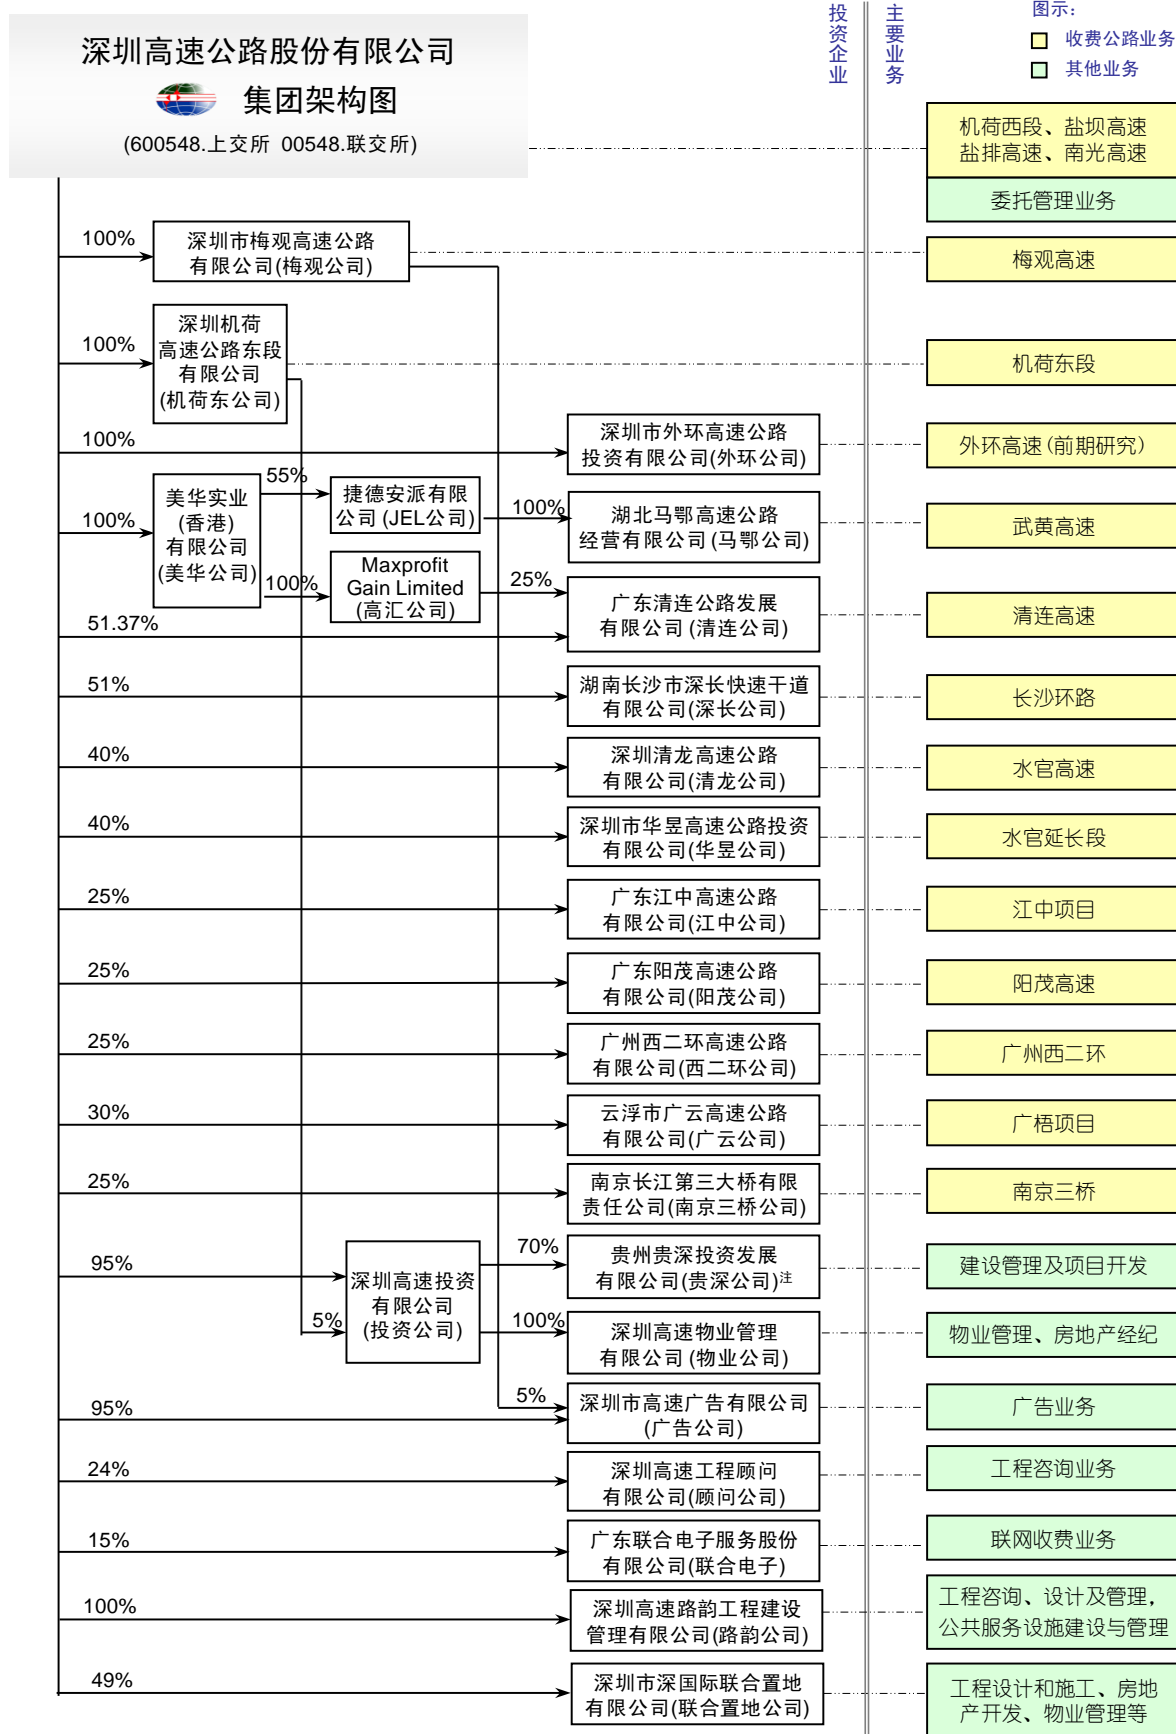 深圳高速公路股份有限公司
集团架构图
(600548.上交所 00548.联交所)
投资企业
主要业务
图示：
收费公路业务
其他业务
机荷西段、盐坝高速
盐排高速、南光高速
委托管理业务
100%
深圳市梅观高速公路
有限公司(梅观公司)
梅观高速
100%
深圳机荷
高速公路东段
有限公司
(机荷东公司)
机荷东段
100%
深圳市外环高速公路
投资有限公司(外环公司)
外环高速(前期研究)
100%
美华实业
(香港)
有限公司
(美华公司)
55%
捷德安派有限
公司(JEL公司)
100%
湖北马鄂高速公路
经营有限公司(马鄂公司)
武黄高速
100%
Maxprofit
Gain Limited
(高汇公司)
25%
51.37%
广东清连公路发展
有限公司(清连公司)
清连高速
51%
湖南长沙市深长快速干道
有限公司(深长公司)
长沙环路
40%
深圳清龙高速公路
有限公司(清龙公司)
水官高速
40%
深圳市华昱高速公路投资
有限公司(华昱公司)
水官延长段
25%
广东江中高速公路
有限公司(江中公司)
江中项目
25%
广东阳茂高速公路
有限公司(阳茂公司)
阳茂高速
25%
广州西二环高速公路
有限公司(西二环公司)
广州西二环
30%
云浮市广云高速公路
有限公司(广云公司)
广梧项目
25%
南京长江第三大桥有限
责任公司(南京三桥公司)
南京三桥
95%
5%
深圳高速投资
有限公司
(投资公司)
70%
贵州贵深投资发展
有限公司(贵深公司)注
建设管理及项目开发
100%
深圳高速物业管理
有限公司(物业公司)
物业管理、房地产经纪
95%
5%
深圳市高速广告有限公司
(广告公司)
广告业务
24%
深圳高速工程顾问
有限公司(顾问公司)
工程咨询业务
15%
广东联合电子服务股份
有限公司(联合电子)
联网收费业务
100%
深圳高速路韵工程建设
管理有限公司(路韵公司)
工程咨询、设计及管理，
公共服务设施建设与管理
49%
深圳市深国际联合置地
有限公司(联合置地公司)
工程设计和施工、房地
产开发、物业管理等